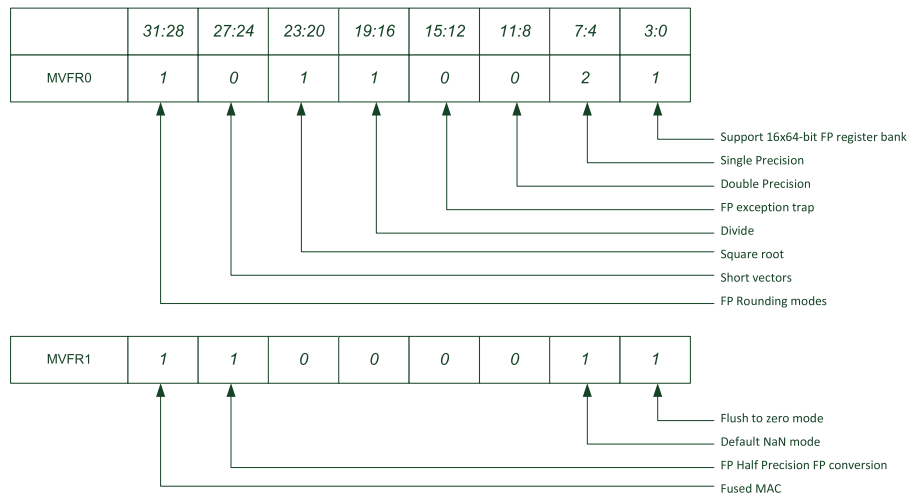 31:28 27:24 23:20 19:16 15:12 11:8 7:4 3:0
MVFR0 1 0 1 1 0 0 2 1
Support 16x64-bit FP register bank
Single Precision
Double Precision
FP exception trap
Divide
Square root
Short vectors
FP Rounding modes
MVFR1 1 1 0 0 0 0 1 1
Flush to zero mode
Default NaN mode
FP Half Precision FP conversion
Fused MAC